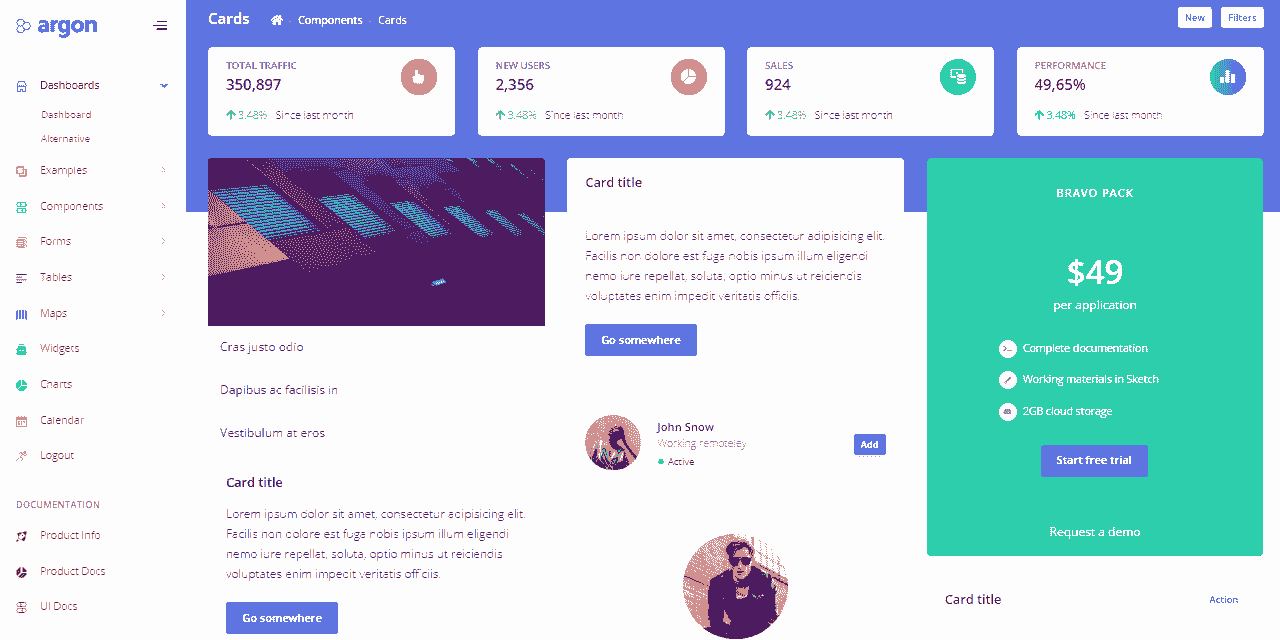 argon
Dashboards
Dashboard
Alternative
Examples
Components
Forms
Tables
Maps
Widgets
Charts
Calendar
Logout
DOCUMENTATION
Product Info
Product Docs
UI Docs
Cards
- Components - Cards
New
Filters
TOTAL TRAFFIC
350,897
3.48% Since last month
NEW USERS
2,356
3.48% Since last month
SALES
924
3.48% Since last month
PERFORMANCE
49,65%
3.48% Since last month
Cras justo odio
Dapibus ac facilisis in
Vestibulum at eros
Card title
Lorem ipsum dolor sit amet, consectetur adipisicing elit.
Facilis non dolore est fuga nobis ipsum illum eligendi
nemo iure repellat, soluta, optio minus ut reiciendis
voluptates enim impedit veritatis officiis.
Go somewhere
Card title
Lorem ipsum dolor sit amet, consectetur adipisicing elit.
Facilis non dolore est fuga nobis ipsum illum eligendi
nemo iure repellat, soluta, optio minus ut reiciendis
voluptates enim impedit veritatis officiis.
Go somewhere
John Snow
Working remoteley
Active
Add
BRAVO PACK
$49
per application
Complete documentation
Working materials in Sketch
2GB cloud storage
Start free trial
Request a demo
Card title
Action